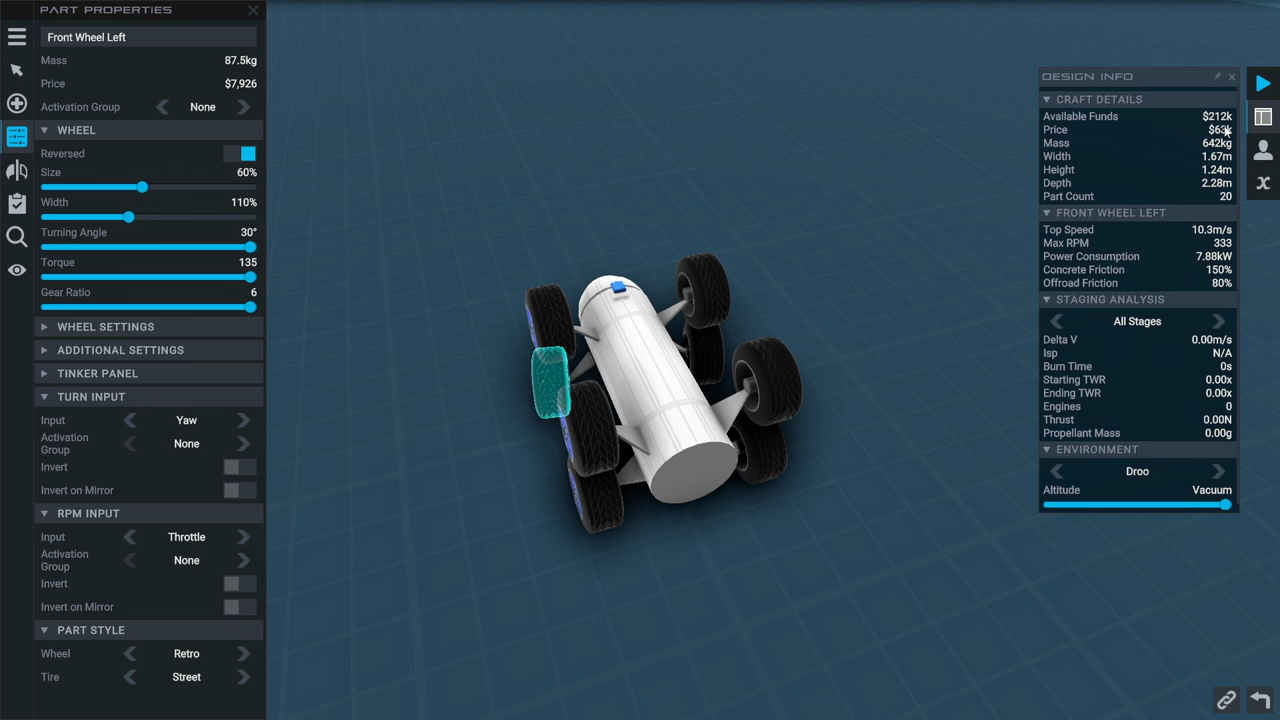 PART PROPERTIES
Front Wheel Left
Mass 87.5kg
Price $7,926
Activation Group None
WHEEL
Reversed
Size 60%
Width 110%
Turning Angle 30°
Torque 135
Gear Ratio 6
WHEEL SETTINGS
ADDITIONAL SETTINGS
TINKER PANEL
TURN INPUT
Input Yaw
Activation Group None
Invert
Invert on Mirror
RPM INPUT
Input Throttle
Activation Group None
Invert
Invert on Mirror
PART STYLE
Wheel Retro
Tire Street
DESIGN INFO
CRAFT DETAILS
Available Funds $212k
Price
Mass 642kg
Width 1.67m
Height 1.24m
Depth 2.28m
Part Count 20
FRONT WHEEL LEFT
Top Speed 10.3m/s
Max RPM 333
Power Consumption 7.88kW
Concrete Friction 150%
Offroad Friction 80%
STAGING ANALYSIS
All Stages
Delta V 0.00m/s
Isp N/A
Burn Time 0s
Starting TWR 0.00x
Ending TWR 0.00x
Engines 0
Thrust 0.00N
Propellant Mass 0.00g
ENVIRONMENT
Droo
Altitude Vacuum